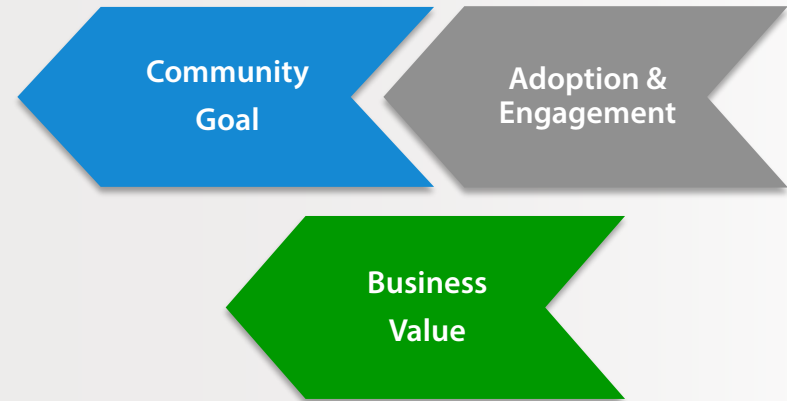 Community
Goal
Adoption &
Engagement
Business
Value